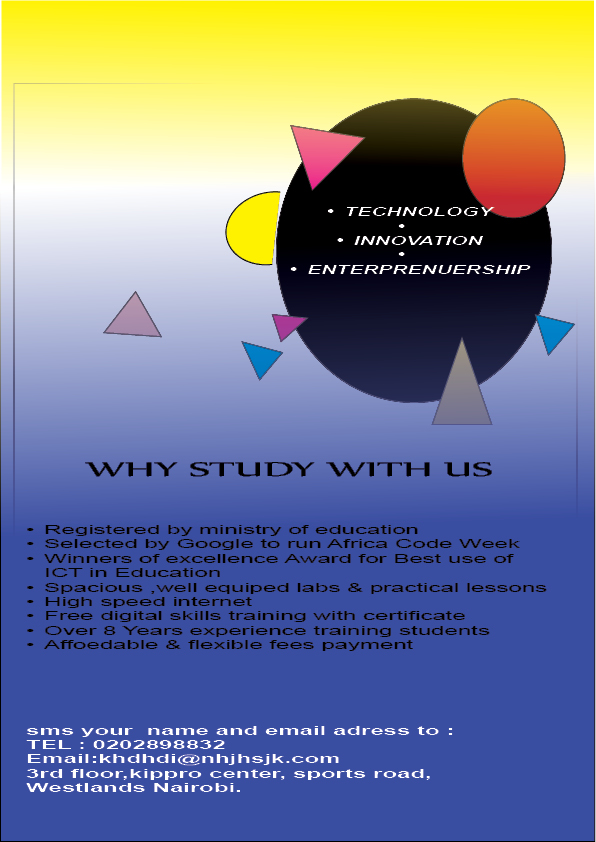 • TECHNOLOGY
•
• INNOVATION
•
• ENTERPRENUERSHIP
WHY STUDY WITH US
• Registered by ministry of education
• Selected by Google to run Africa Code Week
• Winners of excellence Award for Best use of
ICT in Education
• Spacious ,well equiped labs & practical lessons
• High speed internet
• Free digital skills training with certificate
• Over 8 Years experience training students
• Affoedable & flexible fees payment
sms your  name and email adress to :
TEL : 0202898832
Email:khdhdi@nhjhsjk.com
3rd floor,kippro center, sports road,
Westlands Nairobi.